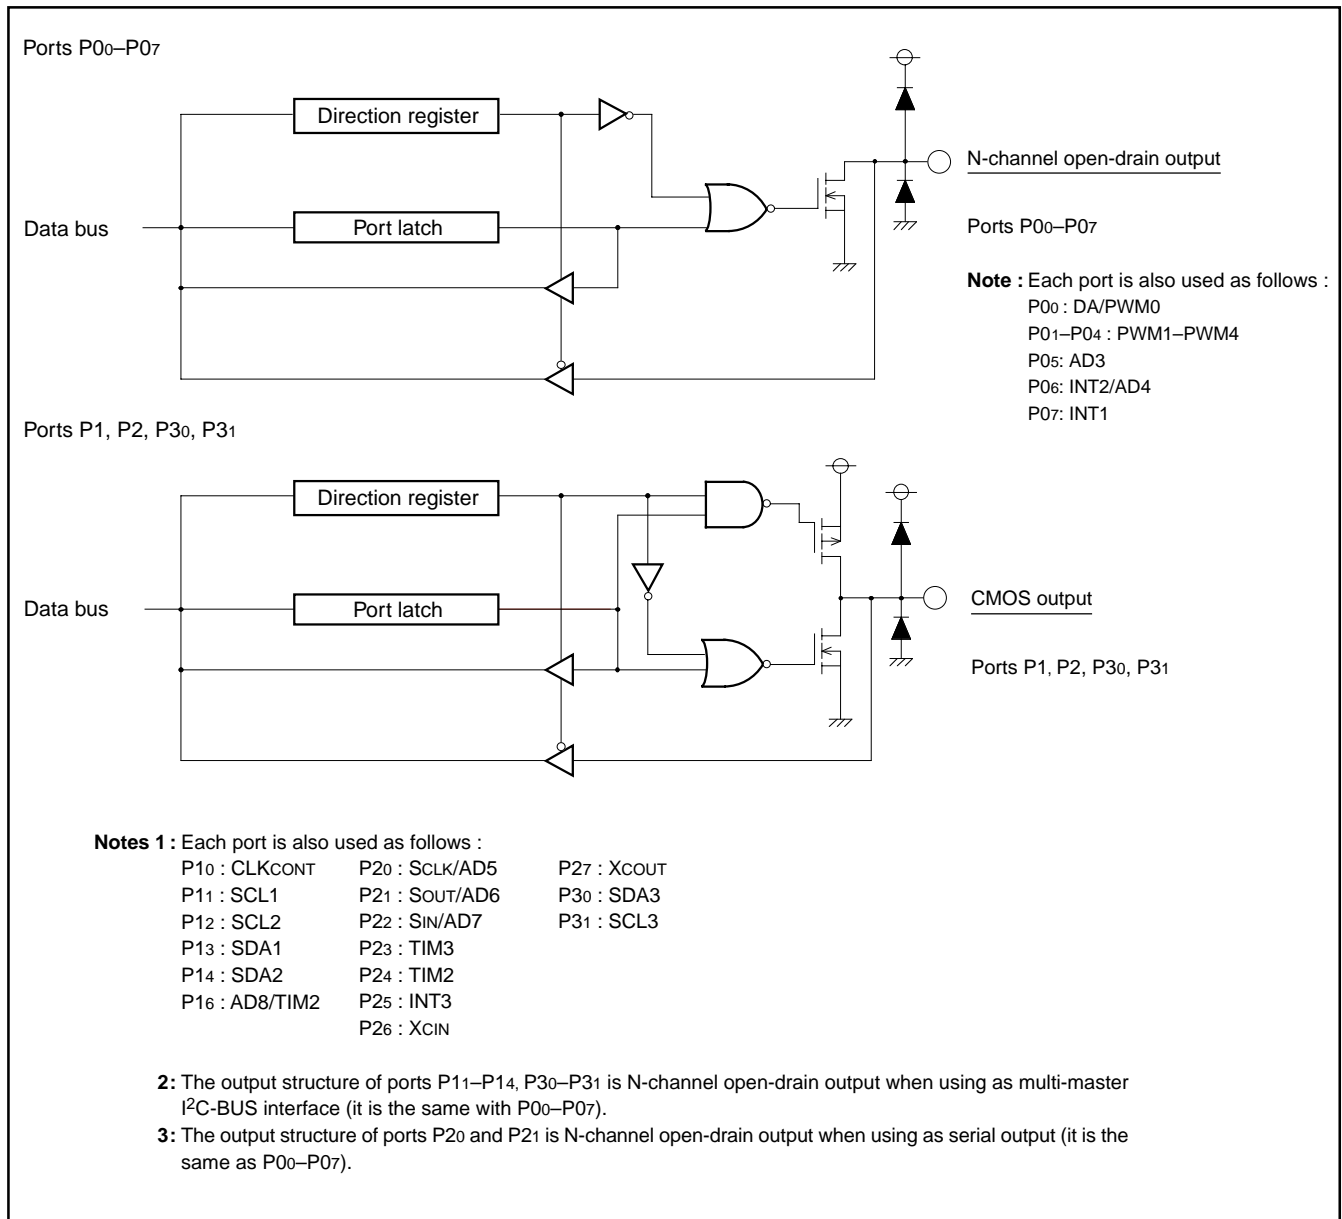 Ports P00–P07
Direction register
N-channel open-drain output
Port latch
Data bus
Ports P00–P07
Note : Each port is also used as follows :
P00 : DA/PWM0
P01–P04 : PWM1–PWM4
P05: AD3
P06: INT2/AD4
P07: INT1
Ports P1, P2, P30, P31
Direction register
Data bus
Port latch
CMOS output
Ports P1, P2, P30, P31
Notes 1 : Each port is also used as follows :
P10 : CLKCONT P20 : SCLK/AD5 P27 : XCOUT
P11 : SCL1 P21 : SOUT/AD6 P30 : SDA3
P12 : SCL2 P22 : SIN/AD7 P31 : SCL3
P13 : SDA1 P23 : TIM3
P14 : SDA2 P24 : TIM2
P16 : AD8/TIM2 P25 : INT3
P26 : XCIN
2: The output structure of ports P11–P14, P30–P31 is N-channel open-drain output when using as multi-master
I2C-BUS interface (it is the same with P00–P07).
3: The output structure of ports P20 and P21 is N-channel open-drain output when using as serial output (it is the
same as P00–P07).